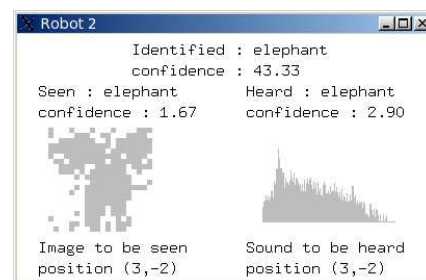 Robot 2
Identified : elephant
confidence : 43.33
Seen : elephant
confidence : 1.67
Heard : elephant
confidence : 2.90
Image to be seen
position (3,-2)
Sound to be heard
position (3,-2)